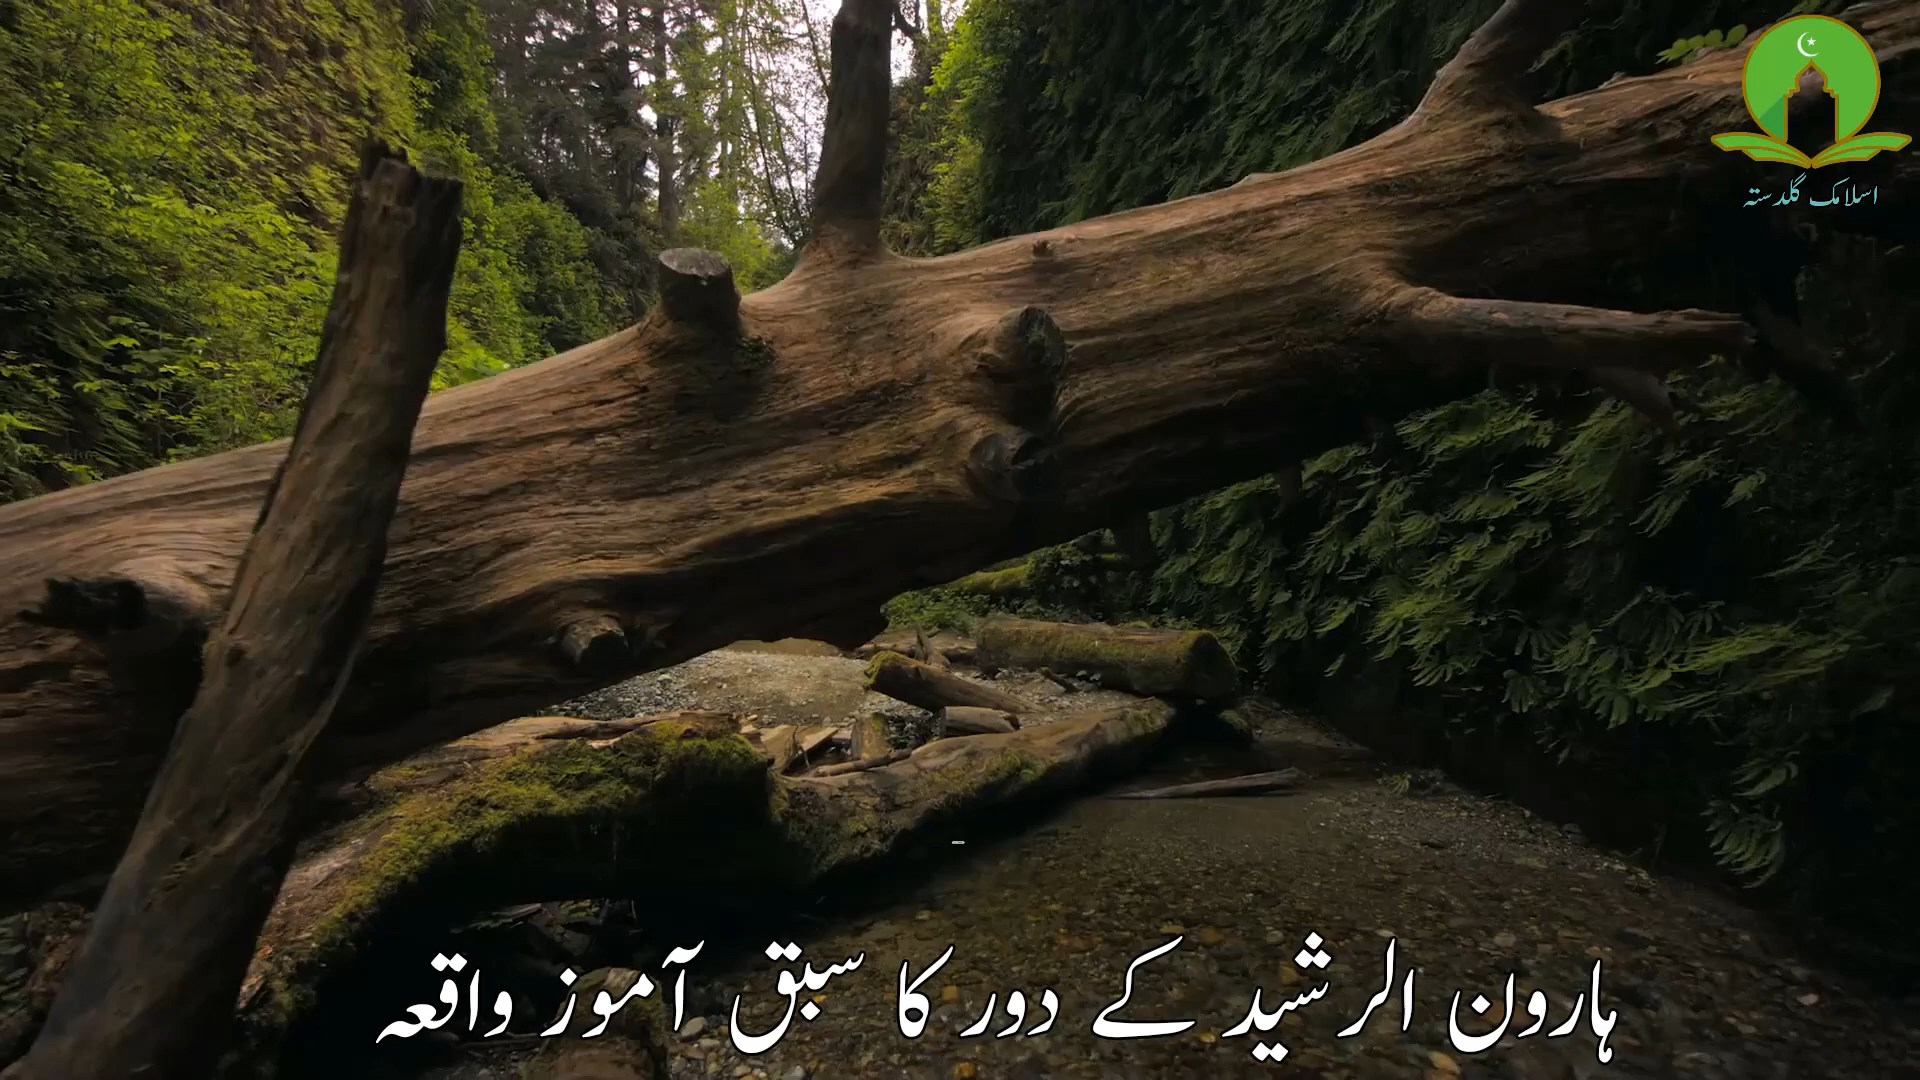 اسلامک گلدستہ
ہارون الرشید کے دور کا سبق آموز واقعہ